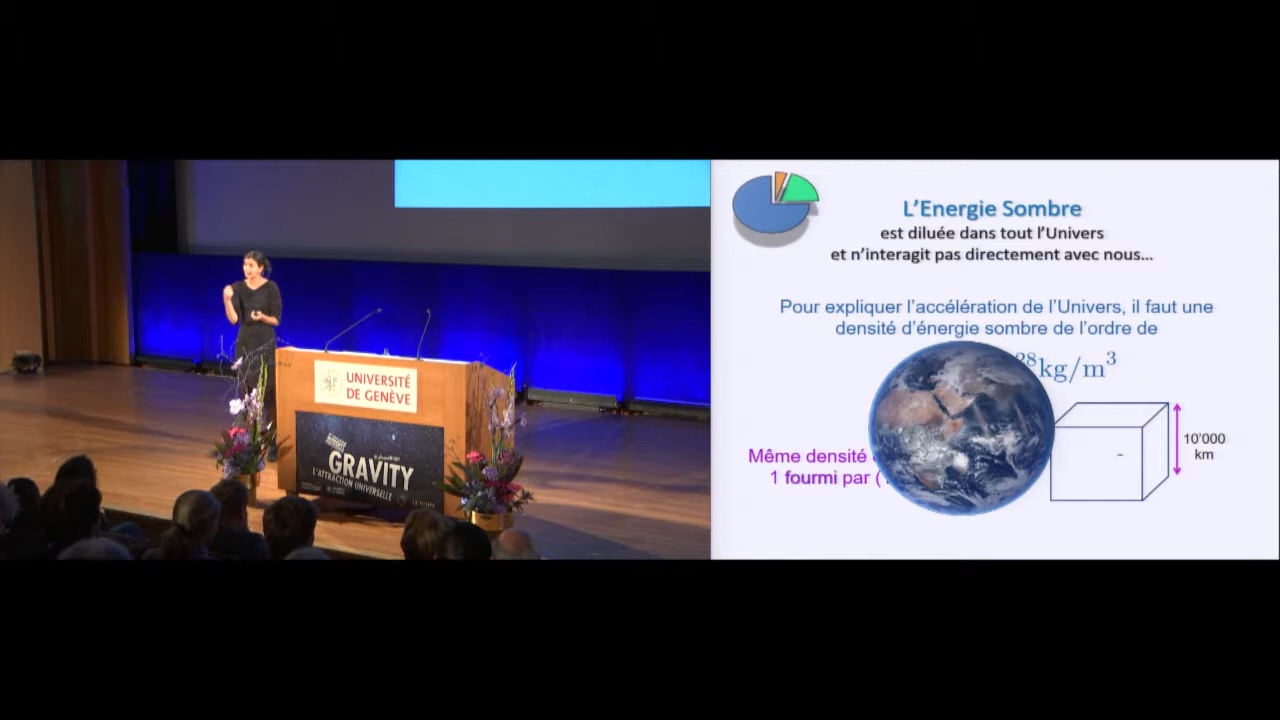 UNIVERSITÉ
DE GENÈVE
GRAVITY
L'ATTRACTION UNIVERSELLE
L'Energie Sombre
est diluée dans tout l'Univers
et n'interagit pas directement avec nous...
Pour expliquer l'accélération de l'Univers, il faut une
densité d'énergie sombre de l'ordre de
28 kg/m³
Même densité
1 fourmi par (
10'000
km